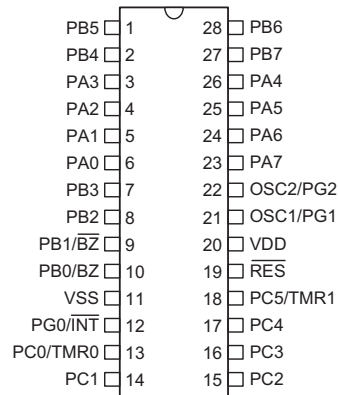 PB5 1 28 PB6
PB4 2 27 PB7
PA3 3 26 PA4
PA2 4 25 PA5
PA1 5 24 PA6
PA0 6 23 PA7
PB3 7 22 OSC2/PG2
PB2 8 21 OSC1/PG1
PB1/B̅Z̅ 9 20 VDD
PB0/BZ 10 19 R̅E̅S̅
VSS 11 18 PC5/TMR1
PG0/I̅N̅T̅ 12 17 PC4
PC0/TMR0 13 16 PC3
PC1 14 15 PC2